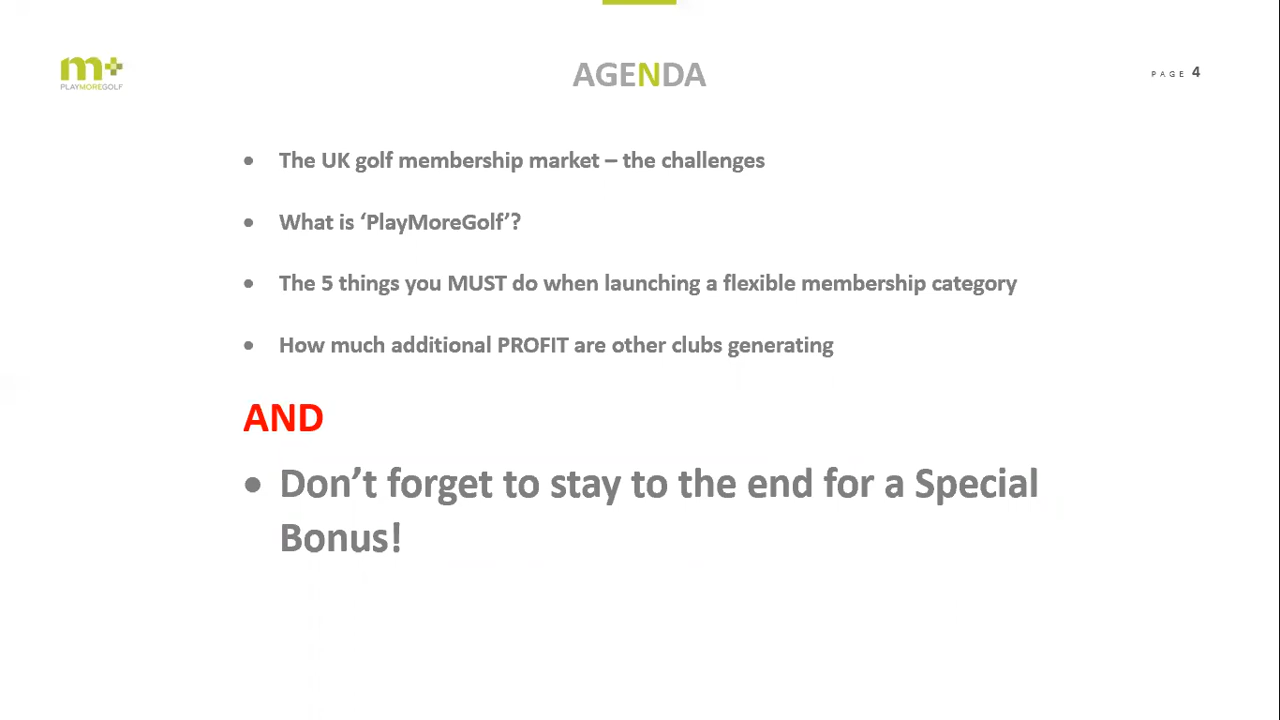 m+
PLAYMOREGOLF
AGENDA
PAGE 4
• The UK golf membership market – the challenges
• What is ‘PlayMoreGolf’?
• The 5 things you MUST do when launching a flexible membership category
• How much additional PROFIT are other clubs generating
AND
• Don’t forget to stay to the end for a Special
Bonus!